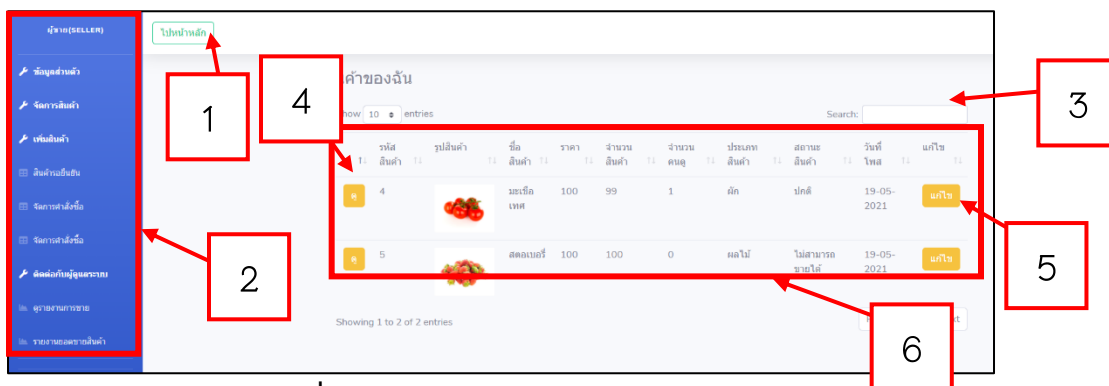 ผู้ขาย(SELLER)
ไปหน้าหลัก
ข้อมูลส่วนตัว
จัดการสินค้า
เพิ่มสินค้า
สินค้ารอยืนยัน
จัดการคำสั่งซื้อ
จัดการคำสั่งซื้อ
ติดต่อกับผู้ดูแลระบบ
ดูรายงานการขาย
รายงานยอดขายสินค้า
1
2
4
3
5
6
ค้าของฉัน
how 10 entries
Search:
รหัส รูปสินค้า ชื่อ ราคา จำนวน จำนวน ประเภท สถานะ วันที่ แก้ไข
สินค้า สินค้า สินค้า คนดู สินค้า สินค้า โพส
ดู 4 มะเขือ 100 99 1 ผัก ปกติ 19-05- แก้ไข
เทศ 2021
ดู 5 สตอเบอรี่ 100 100 0 ผลไม้ ไม่สามารถ 19-05- แก้ไข
ขายได้ 2021
Showing 1 to 2 of 2 entries